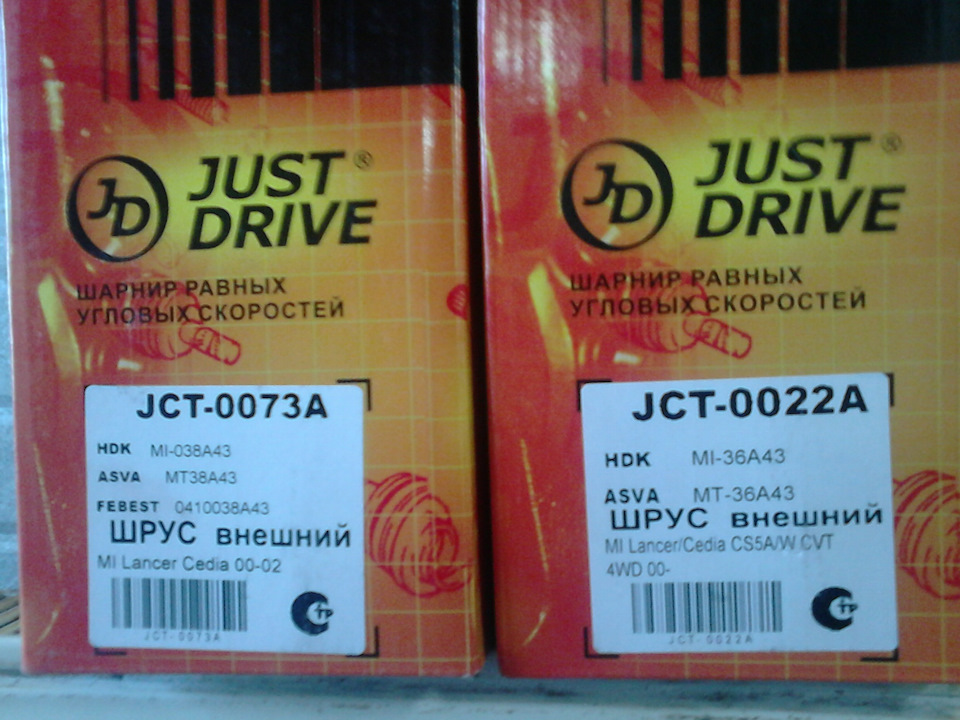 JD JUST ®
DRIVE
ШАРНИР РАВНЫХ
УГЛОВЫХ СКОРОСТЕЙ
JCT-0073A
HDK MI-038A43
ASVA MT38A43
FEBEST 0410038A43
ШРУС внешний
MI Lancer Cedia 00-02
JCT-0073A
JD JUST ®
DRIVE
ШАРНИР РАВНЫХ
УГЛОВЫХ СКОРОСТЕЙ
JCT-0022A
HDK MI-36A43
ASVA MT-36A43
ШРУС внешний
MI Lancer/Cedia CS5A/W CVT
4WD 00-
JCT-0022A